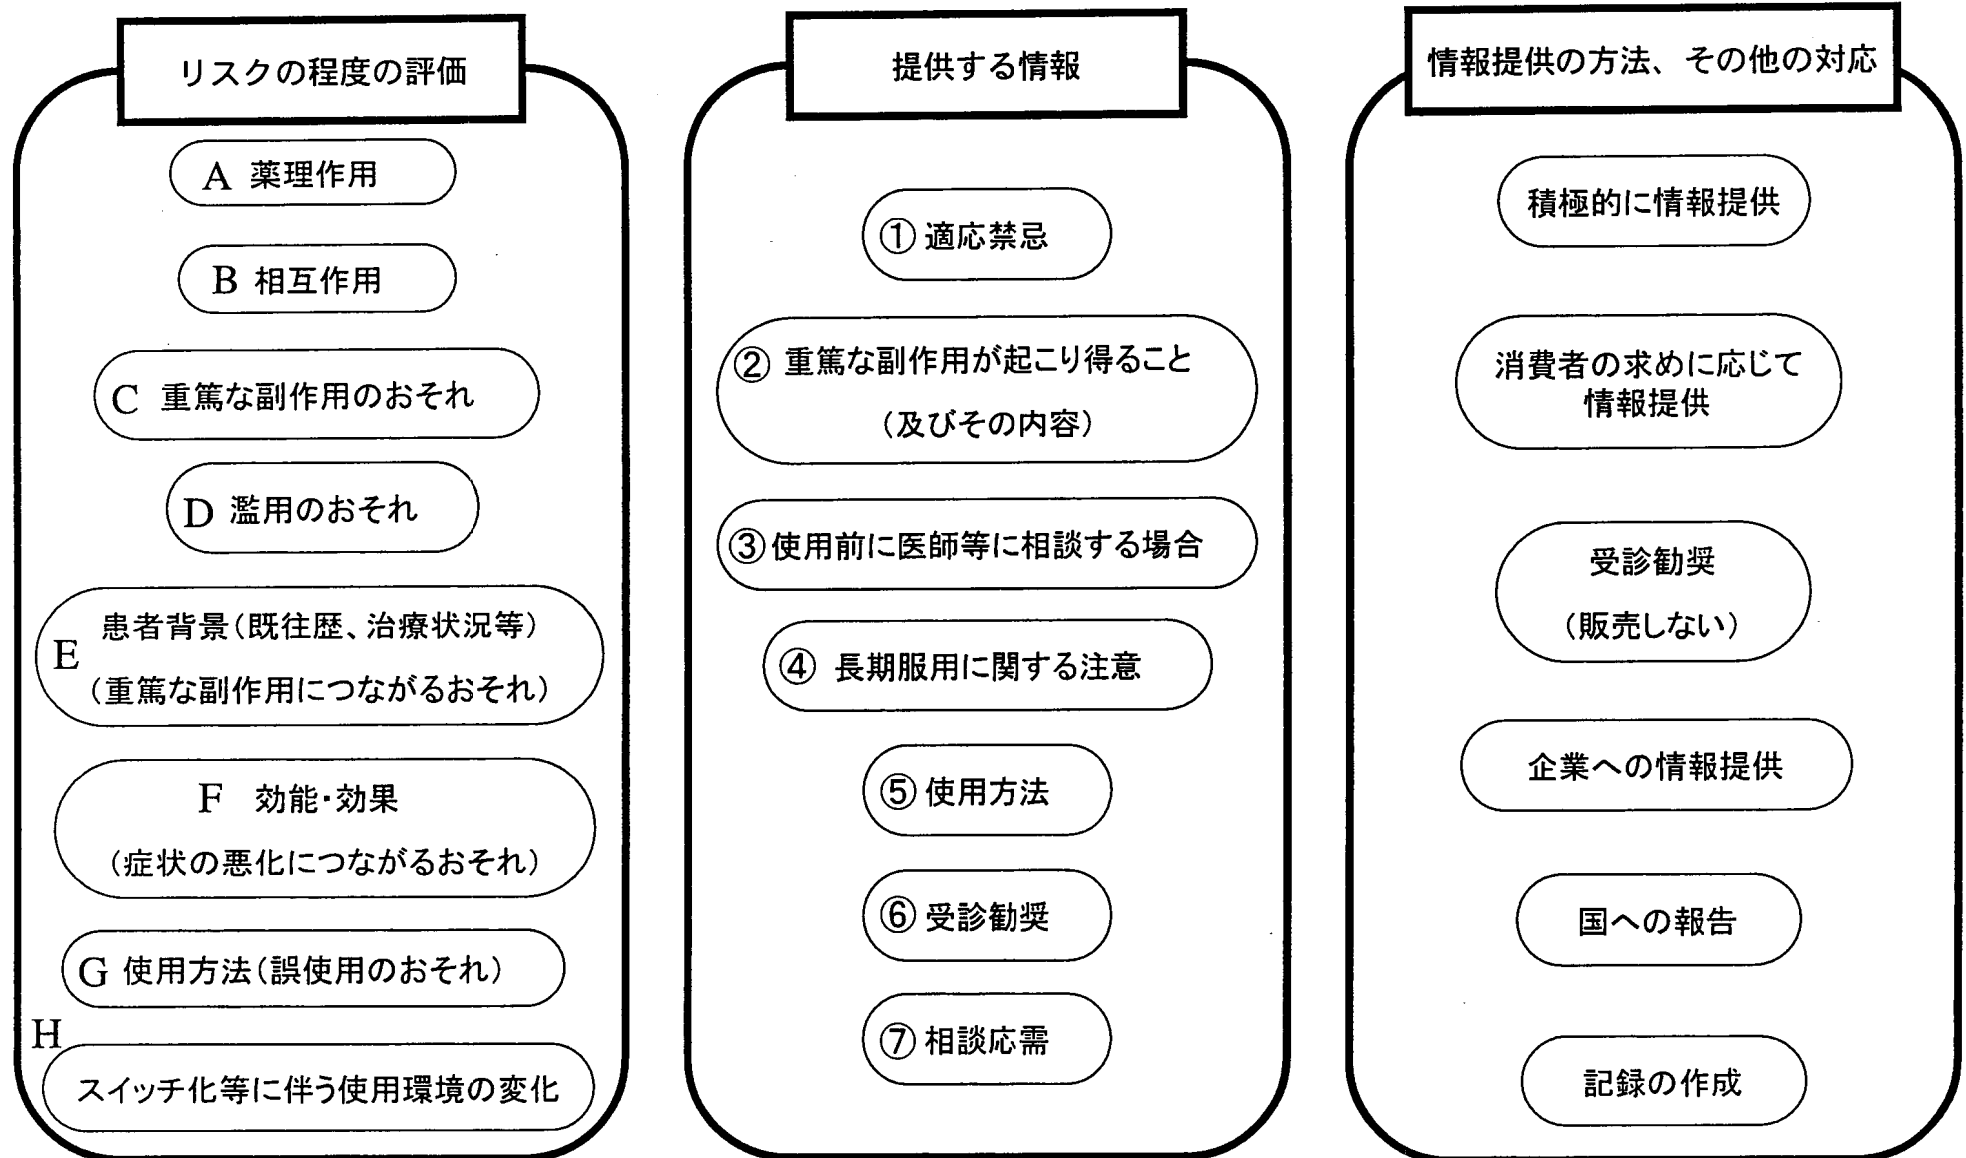 リスクの程度の評価
A 薬理作用
B 相互作用
C 重篤な副作用のおそれ
D 濫用のおそれ
E 患者背景(既往歴、治療状況等)
(重篤な副作用につながるおそれ)
F 効能・効果
(症状の悪化につながるおそれ)
G 使用方法(誤使用のおそれ)
H
スイッチ化等に伴う使用環境の変化
提供する情報
①適応禁忌
②重篤な副作用が起こり得ること
(及びその内容)
③使用前に医師等に相談する場合
④長期服用に関する注意
⑤使用方法
⑥受診勧奨
⑦相談応需
情報提供の方法、その他の対応
積極的に情報提供
消費者の求めに応じて
情報提供
受診勧奨
(販売しない)
企業への情報提供
国への報告
記録の作成